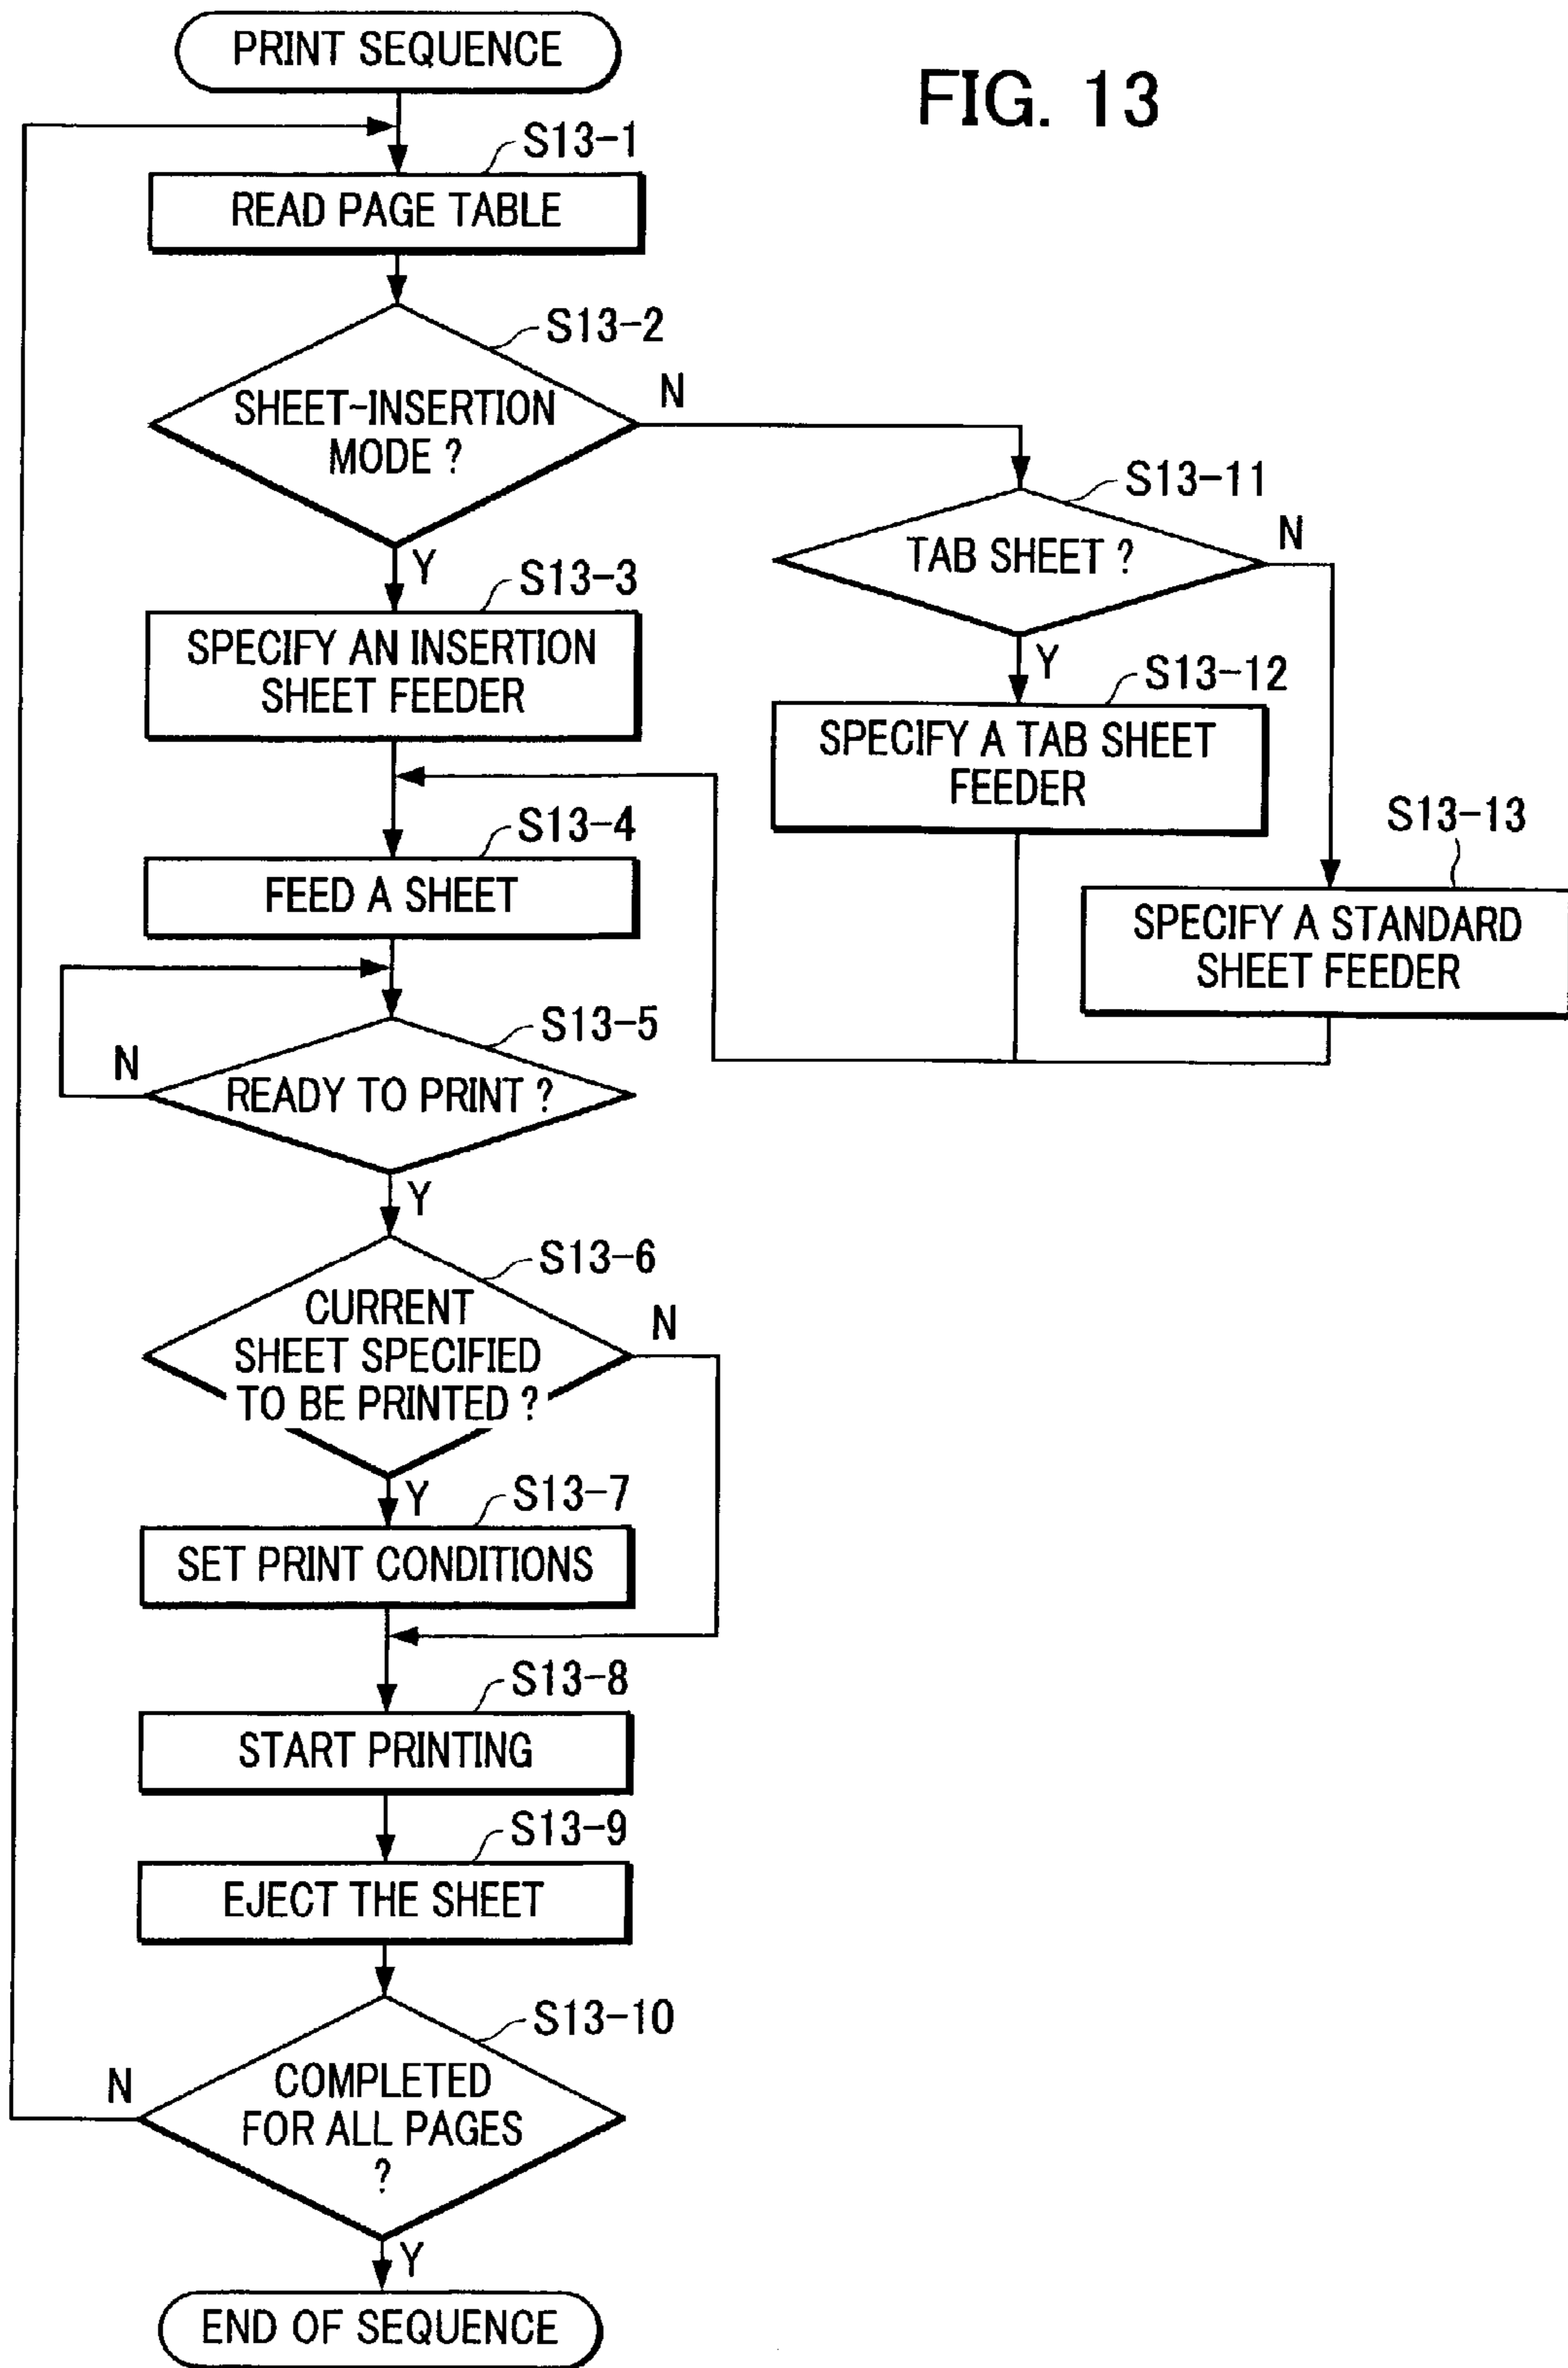 PRINT SEQUENCE
FIG. 13
S13-1
READ PAGE TABLE
S13-2
SHEET-INSERTION
MODE ?
N
Y
S13-11
TAB SHEET ?
N
Y
S13-3
SPECIFY AN INSERTION
SHEET FEEDER
S13-12
SPECIFY A TAB SHEET
FEEDER
S13-13
SPECIFY A STANDARD
SHEET FEEDER
S13-4
FEED A SHEET
S13-5
READY TO PRINT ?
N
Y
S13-6
CURRENT
SHEET SPECIFIED
TO BE PRINTED ?
N
Y
S13-7
SET PRINT CONDITIONS
S13-8
START PRINTING
S13-9
EJECT THE SHEET
S13-10
COMPLETED
FOR ALL PAGES
?
N
Y
END OF SEQUENCE